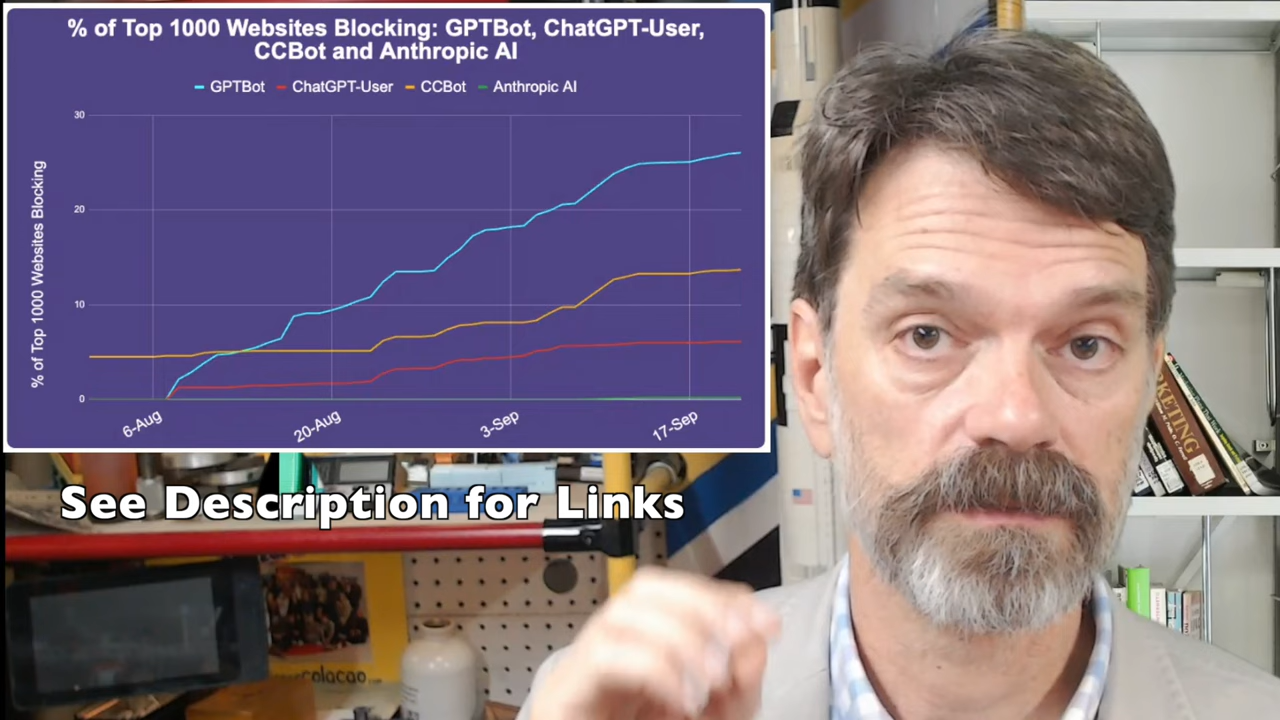 % of Top 1000 Websites Blocking: GPTBot, ChatGPT-User,
CCBot and Anthropic AI
GPTBot
ChatGPT-User
CCBot
Anthropic AI
% of Top 1000 Websites Blocking
30
20
10
0
6-Aug
20-Aug
3-Sep
17-Sep
See Description for Links
KETING
colacao